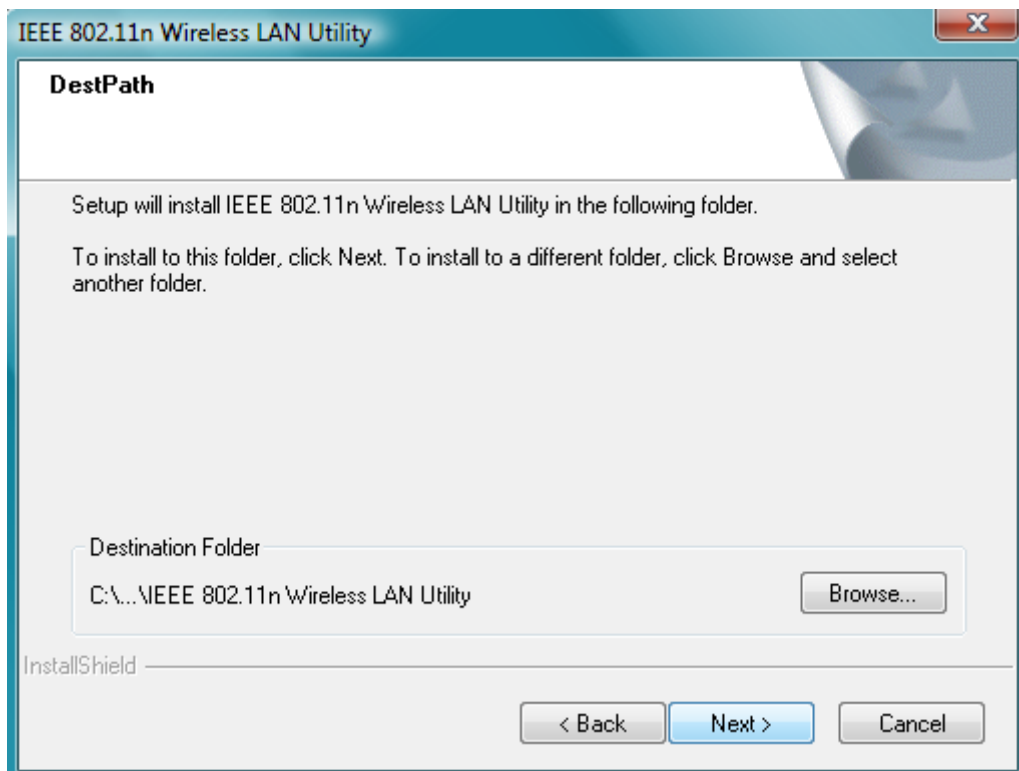 IEEE 802.11n Wireless LAN Utility
X
DestPath
Setup will install IEEE 802.11n Wireless LAN Utility in the following folder.
To install to this folder, click Next. To install to a different folder, click Browse and select
another folder.
Destination Folder
C:\...\IEEE 802.11n Wireless LAN Utility
Browse...
InstallShield
< Back
Next >
Cancel